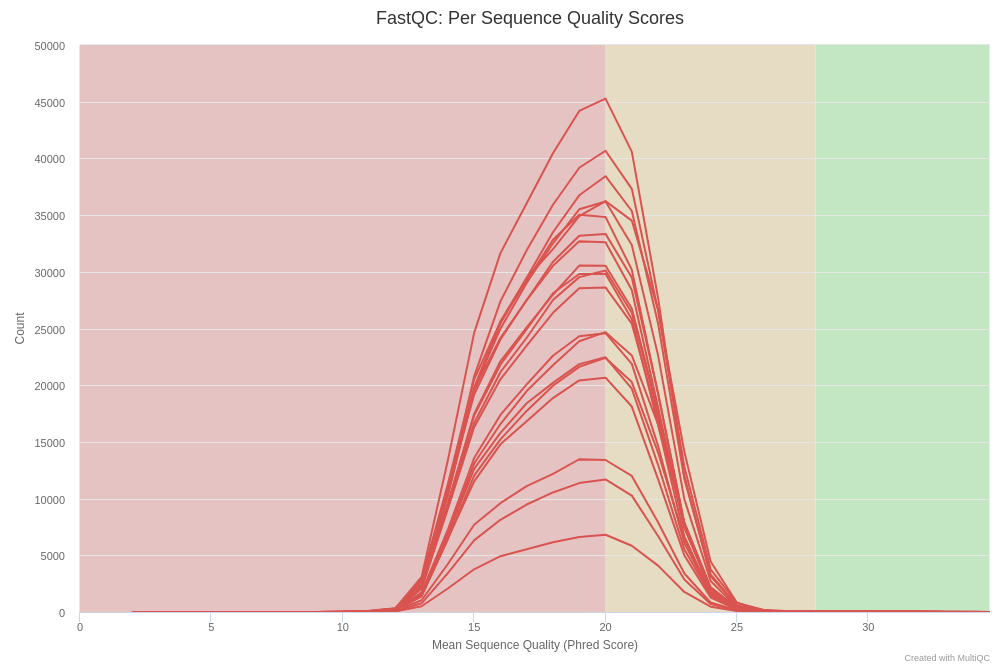 FastQC: Per Sequence Quality Scores
50000
45000
40000
35000
30000
25000
20000
15000
10000
5000
0
Count
0 5 10 15 20 25 30
Mean Sequence Quality (Phred Score)
Created with MultiQC